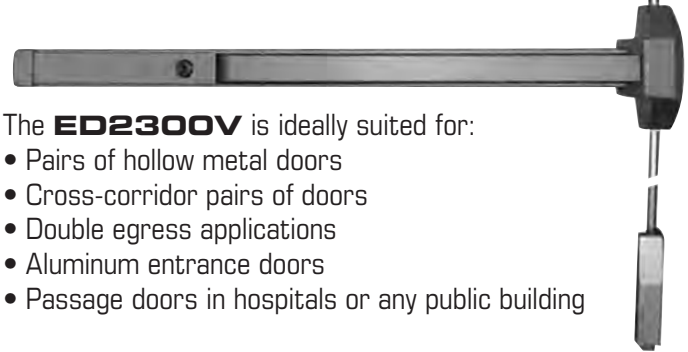 The ED2300V is ideally suited for:
• Pairs of hollow metal doors
• Cross-corridor pairs of doors
• Double egress applications
• Aluminum entrance doors
• Passage doors in hospitals or any public building